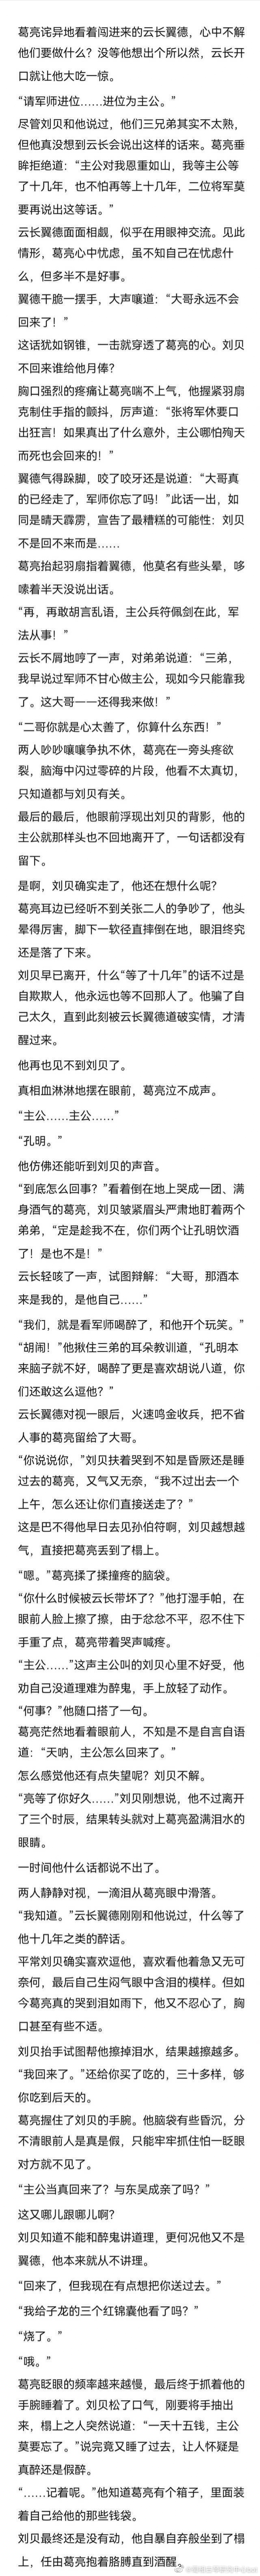 葛亮诧异地看着闯进来的云长翼德，心中不解
他们要做什么？没等他想出个所以然，云长开
口就让他大吃一惊。
“请军师进位……进位为主公。”
尽管刘贝和他说过，他们三兄弟其实不太熟，
但他真没想到云长会说出这样的话来。葛亮垂
眸拒绝道：“主公对我恩重如山，我等主公等
了十几年，也不怕再等上十几年，二位将军莫
要再说出这等话。”
云长翼德面面相觑，似乎在用眼神交流。见此
情形，葛亮心中忧虑，虽不知自己在忧虑什
么，但多半不是好事。
翼德干脆一摆手，大声嚷道：“大哥永远不会
回来了！”
这话犹如钢锥，一击就穿透了葛亮的心。刘贝
不回来谁给他月俸？
胸口强烈的疼痛让葛亮喘不上气，他握紧羽扇
克制住手指的颤抖，厉声道：“张将军休要口
出狂言！如果真出了什么意外，主公哪怕殉天
而死也会回来的！”
翼德气得跺脚，咬了咬牙还是说道：“大哥真
的已经走了，军师你忘了吗！”此话一出，如
同是晴天霹雳，宣告了最糟糕的可能性：刘贝
不是回不来而是……
葛亮抬起羽扇指着翼德，他莫名有些头晕，哆
嗦着半天没说出话。
“再，再敢胡言乱语，主公兵符佩剑在此，军
法从事！”
云长不屑地哼了一声，对弟弟说道：“三弟，
我早说过军师不甘心做主公，现如今只能靠我
了。这大哥——还得我来做！”
“二哥你就是心太善了，你算什么东西！”
两人吵吵嚷嚷争执不休，葛亮在一旁头疼欲
裂，脑海中闪过零碎的片段，他看不太真切，
只知道都与刘贝有关。
最后的最后，他眼前浮现出刘贝的背影，他的
主公就那样头也不回地离开了，一句话都没有
留下。
是啊，刘贝确实走了，他还在想什么呢？
葛亮耳边已经听不到关张二人的争吵了，他头
晕得厉害，脚下一软径直摔倒在地，眼泪终究
还是落了下来。
刘贝早已离开，什么“等了十几年”的话不过是
自欺欺人，他永远也等不回那人了。他骗了自
己太久，直到此刻被云长翼德道破实情，才清
醒过来。
他再也见不到刘贝了。
真相血淋淋地摆在眼前，葛亮泣不成声。
“主公……主公……”
“孔明。”
他仿佛还能听到刘贝的声音。
“到底怎么回事？”看着倒在地上哭成一团、满
身酒气的葛亮，刘贝皱紧眉头严肃地盯着两个
弟弟，“定是趁我不在，你们两个让孔明饮酒
了！是也不是！”
云长轻咳了一声，试图辩解：“大哥，那酒本
来是我的，是他自己……”
“我们，就是看军师喝醉了，和他开个玩笑。”
“胡闹！”他揪住三弟的耳朵教训道，“孔明本
来脑子就不好，喝醉了更是喜欢胡说八道，你
们还敢这么逗他？”
云长翼德对视一眼后，火速鸣金收兵，把不省
人事的葛亮留给了大哥。
“你说说你，”刘贝扶着哭到不知是昏厥还是睡
过去的葛亮，又气又无奈，“我不过出去一个
上午，怎么还让你们直接送走了？”
这是巴不得他早日去见孙伯符啊，刘贝越想越
气，直接把葛亮丢到了榻上。
“嗯。”葛亮揉了揉撞疼的脑袋。
“你什么时候被云长带坏了？”他打湿手帕，在
眼前人脸上擦了擦，由于忿忿不平，忍不住下
手重了点，葛亮带着哭声喊疼。
“主公……”这声主公叫的刘贝心里不好受，他
劝自己没道理难为醉鬼，手上放轻了动作。
“何事？”他随口搭了一句。
葛亮茫然地看着眼前人，不知是不是自言自语
道：“天呐，主公怎么回来了。”
怎么感觉他还有点失望呢？刘贝不解。
“亮等了你好久……”刘贝刚想说，他不过离开
了三个时辰，结果转头就对上葛亮盈满泪水的
眼睛。
一时间他什么话都说不出了。
两人静静对视，一滴泪从葛亮眼中滑落。
“我知道。”云长翼德刚刚和他说过，什么等了
他十几年之类的醉话。
平常刘贝确实喜欢逗他，喜欢看他着急又无可
奈何，最后自己生闷气眼中含泪的模样。但如
今葛亮真的哭到泪如雨下，他又不忍心了，胸
口甚至有些不适。
刘贝抬手试图帮他擦掉泪水，结果越擦越多。
“我回来了。”还给你买了吃的，三十多样，够
你吃到后天的。
葛亮握住了刘贝的手腕。他脑袋有些昏沉，分
不清眼前人是真是假，只能牢牢抓住怕一眨眼
对方就不见了。
“主公当真回来了？与东吴成亲了吗？”
这又哪儿跟哪儿啊？
刘贝知道不能和醉鬼讲道理，更何况他又不是
翼德，他本来就从不讲理。
“回来了，但我现在有点想把你送过去。”
“我给子龙的三个红锦囊他看了吗？”
“烧了。”
“哦。”
葛亮眨眼的频率越来越慢，最后终于抓着他的
手腕睡着了。刘贝松了口气，刚要将手抽出
来，榻上之人突然说道：“一天十五钱，主公
莫要忘了。”说完竟又睡了过去，让人怀疑是
真醉还是假醉。
“……记着呢。”他知道葛亮有个箱子，里面装
着自己给他的那些钱袋。
刘贝最终还是没有动，他自暴自弃般坐到了榻
上，任由葛亮抱着胳膊直到酒醒。